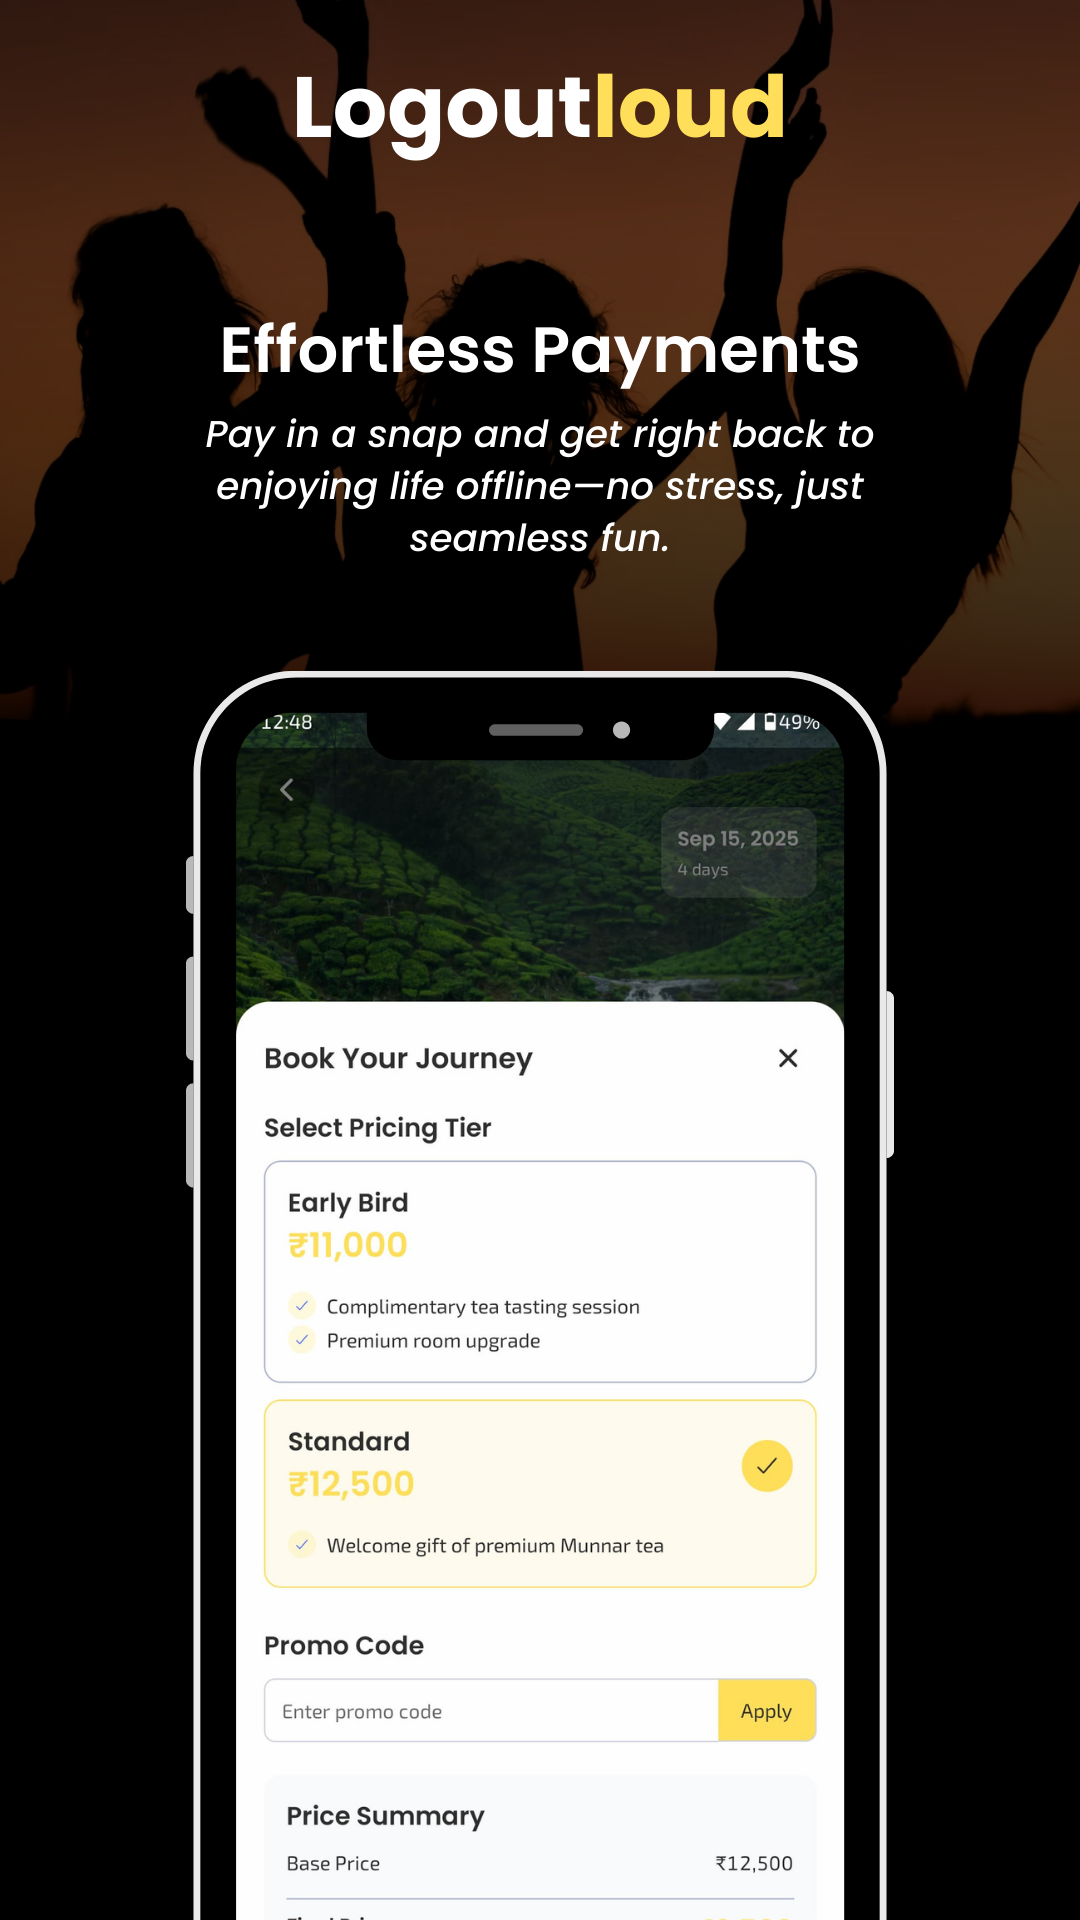 Logoutloud
Effortless Payments
Pay in a snap and get right back to
enjoying life offline—no stress, just
seamless fun.
12:48
49%
Sep 15, 2025
4 days
Book Your Journey
Select Pricing Tier
Early Bird
₹11,000
Complimentary tea tasting session
Premium room upgrade
Standard
₹12,500
Welcome gift of premium Munnar tea
Promo Code
Enter promo code
Apply
Price Summary
Base Price ₹12,500